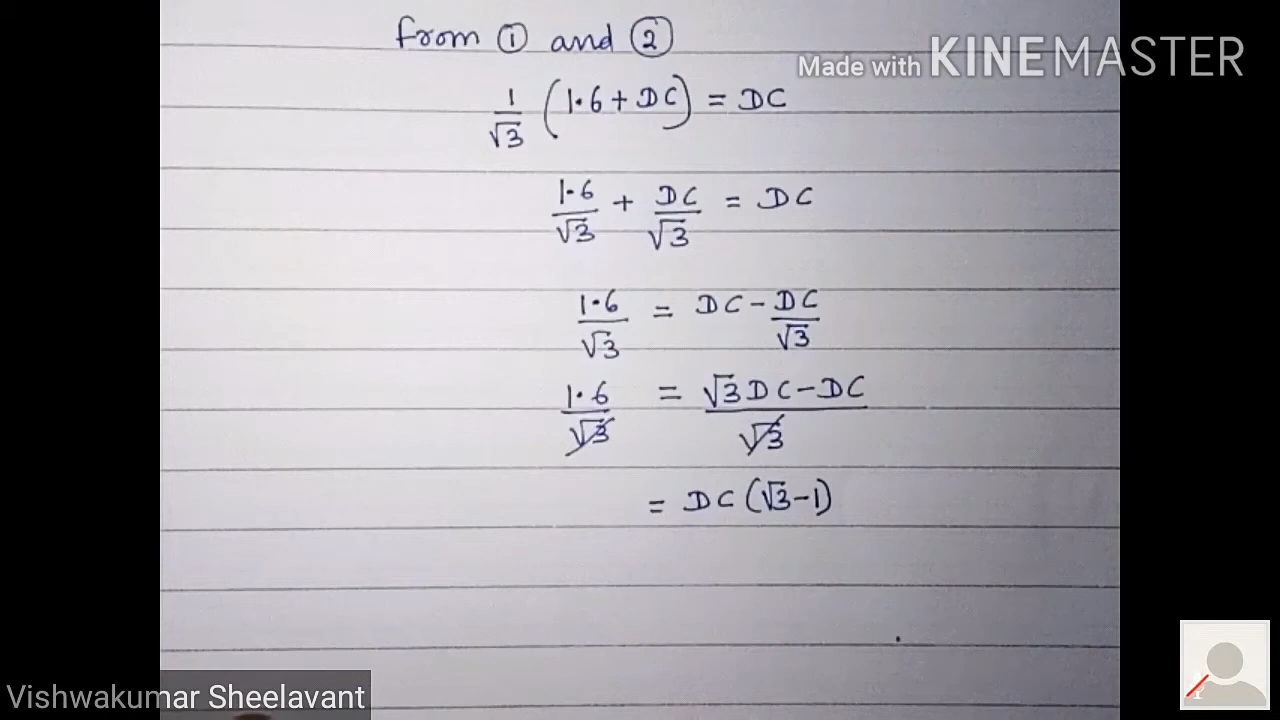 from ① and ②
Made with KINEMASTER
1/√3 (1.6 + DC) = DC
1.6/√3 + DC/√3 = DC
1.6/√3 = DC - DC/√3
1.6/√3 = √3 DC - DC/√3
= DC (√3 - 1)
Vishwakumar Sheelavant